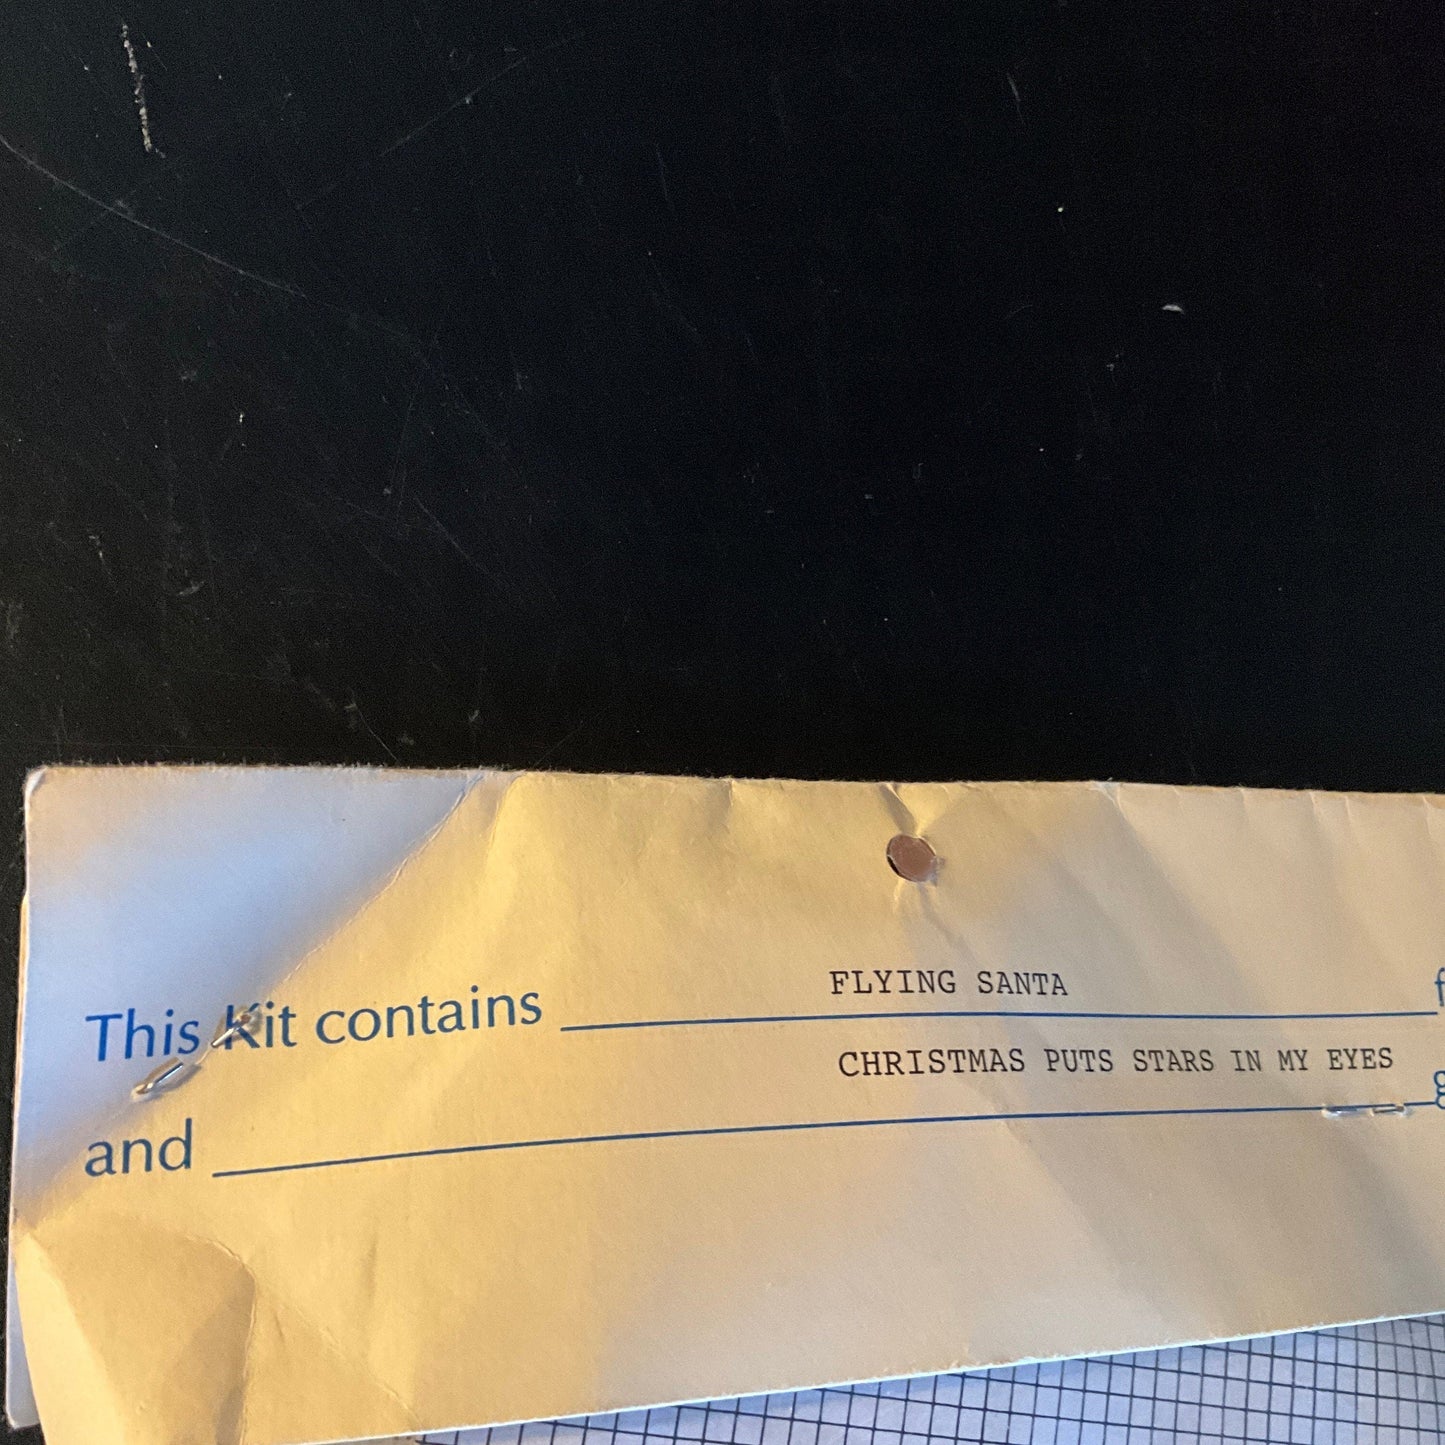 This Kit contains FLYING SANTA f
and CHRISTMAS PUTS STARS IN MY EYES g